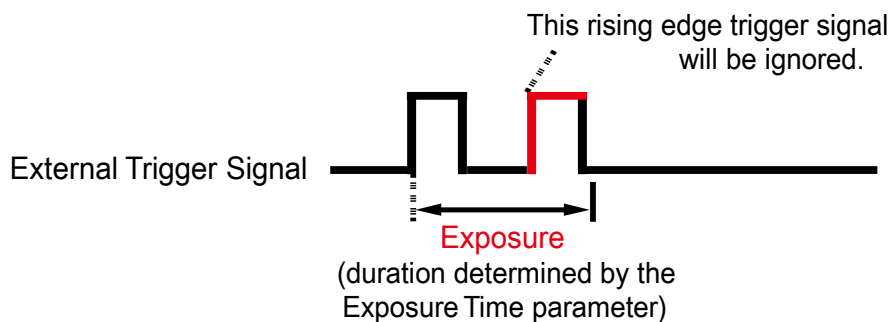 This rising edge trigger signal
will be ignored.
External Trigger Signal
Exposure
(duration determined by the
Exposure Time parameter)